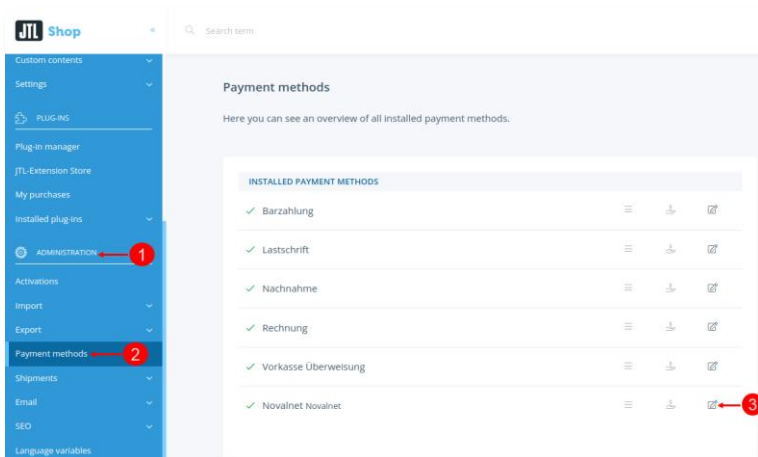 JTL Shop «
Search term
Custom contents
Settings
PLUG-INS
Plug-in manager
JTL-Extension Store
My purchases
Installed plug-ins
ADMINISTRATION 1
Activations
Import
Export
Payment methods 2
Shipments
Email
SEO
Language variables
Payment methods
Here you can see an overview of all installed payment methods.
INSTALLED PAYMENT METHODS
Barzahlung
Lastschrift
Nachnahme
Rechnung
Vorkasse Überweisung
Novalnet Novalnet 3